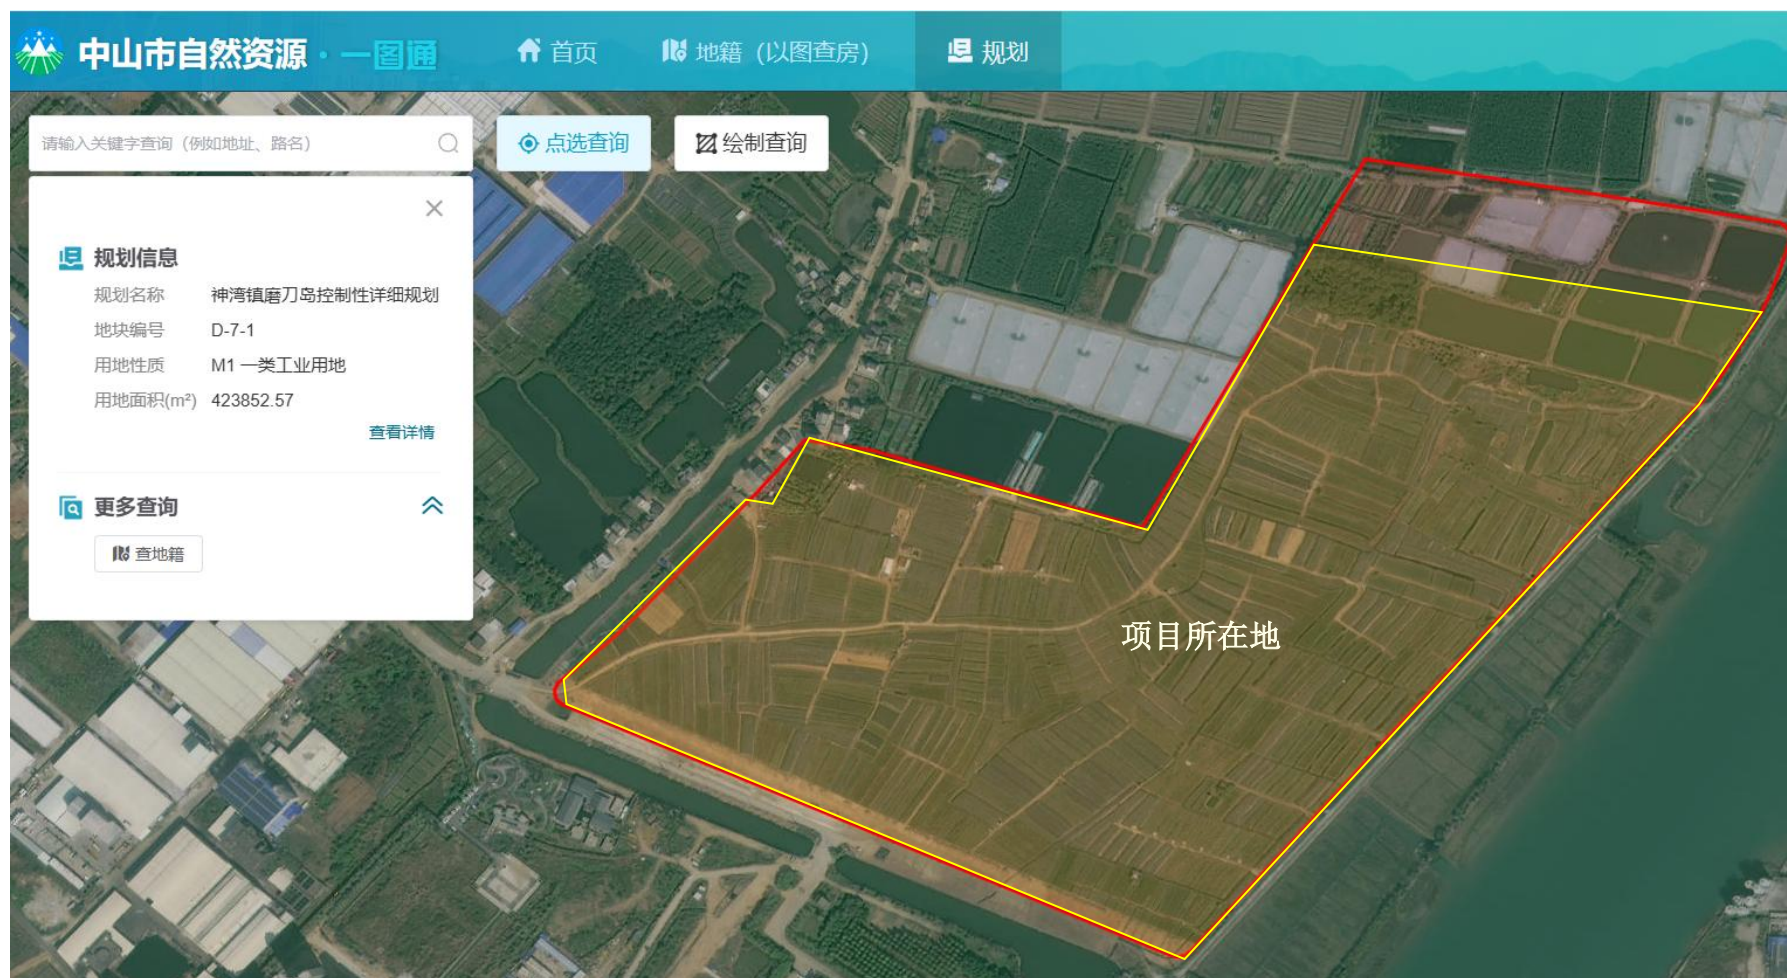 中山市自然资源·一图通
首页
地籍（以图查房）
规划
请输入关键字查询（例如地址、路名）
点选查询
绘制查询
规划信息
规划名称 神湾镇磨刀岛控制性详细规划
地块编号 D-7-1
用地性质 M1 一类工业用地
用地面积(m²) 423852.57
查看详情
更多查询
查地籍
项目所在地